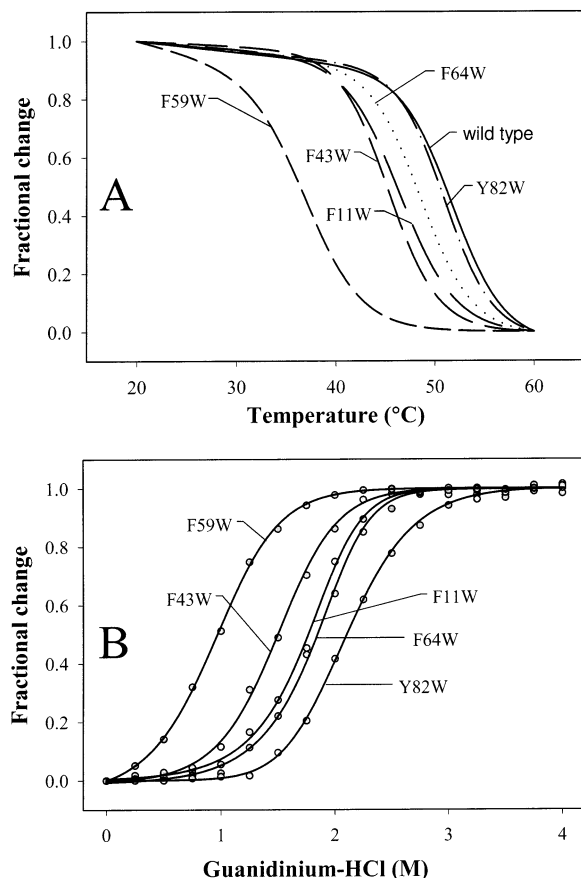 1.0
0.8
0.6
0.4
0.2
0.0
Fractional change
A
F59W
F64W
wild type
F43W
Y82W
F11W
20 30 40 50 60
Temperature (°C)
1.0
0.8
0.6
0.4
0.2
0.0
Fractional change
B
F59W
F43W
F11W
F64W
Y82W
0 1 2 3 4
Guanidinium-HCl (M)